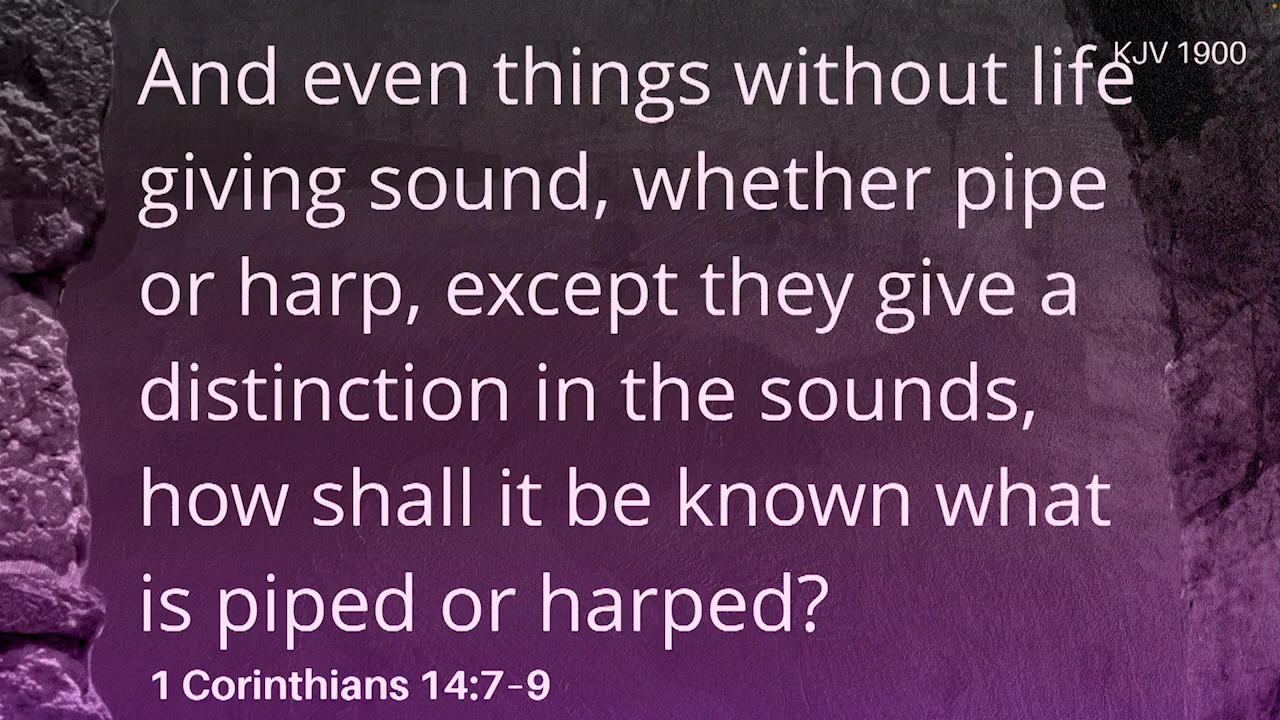 And even things without life
KJV 1900
giving sound, whether pipe
or harp, except they give a
distinction in the sounds,
how shall it be known what
is piped or harped?
1 Corinthians 14:7–9